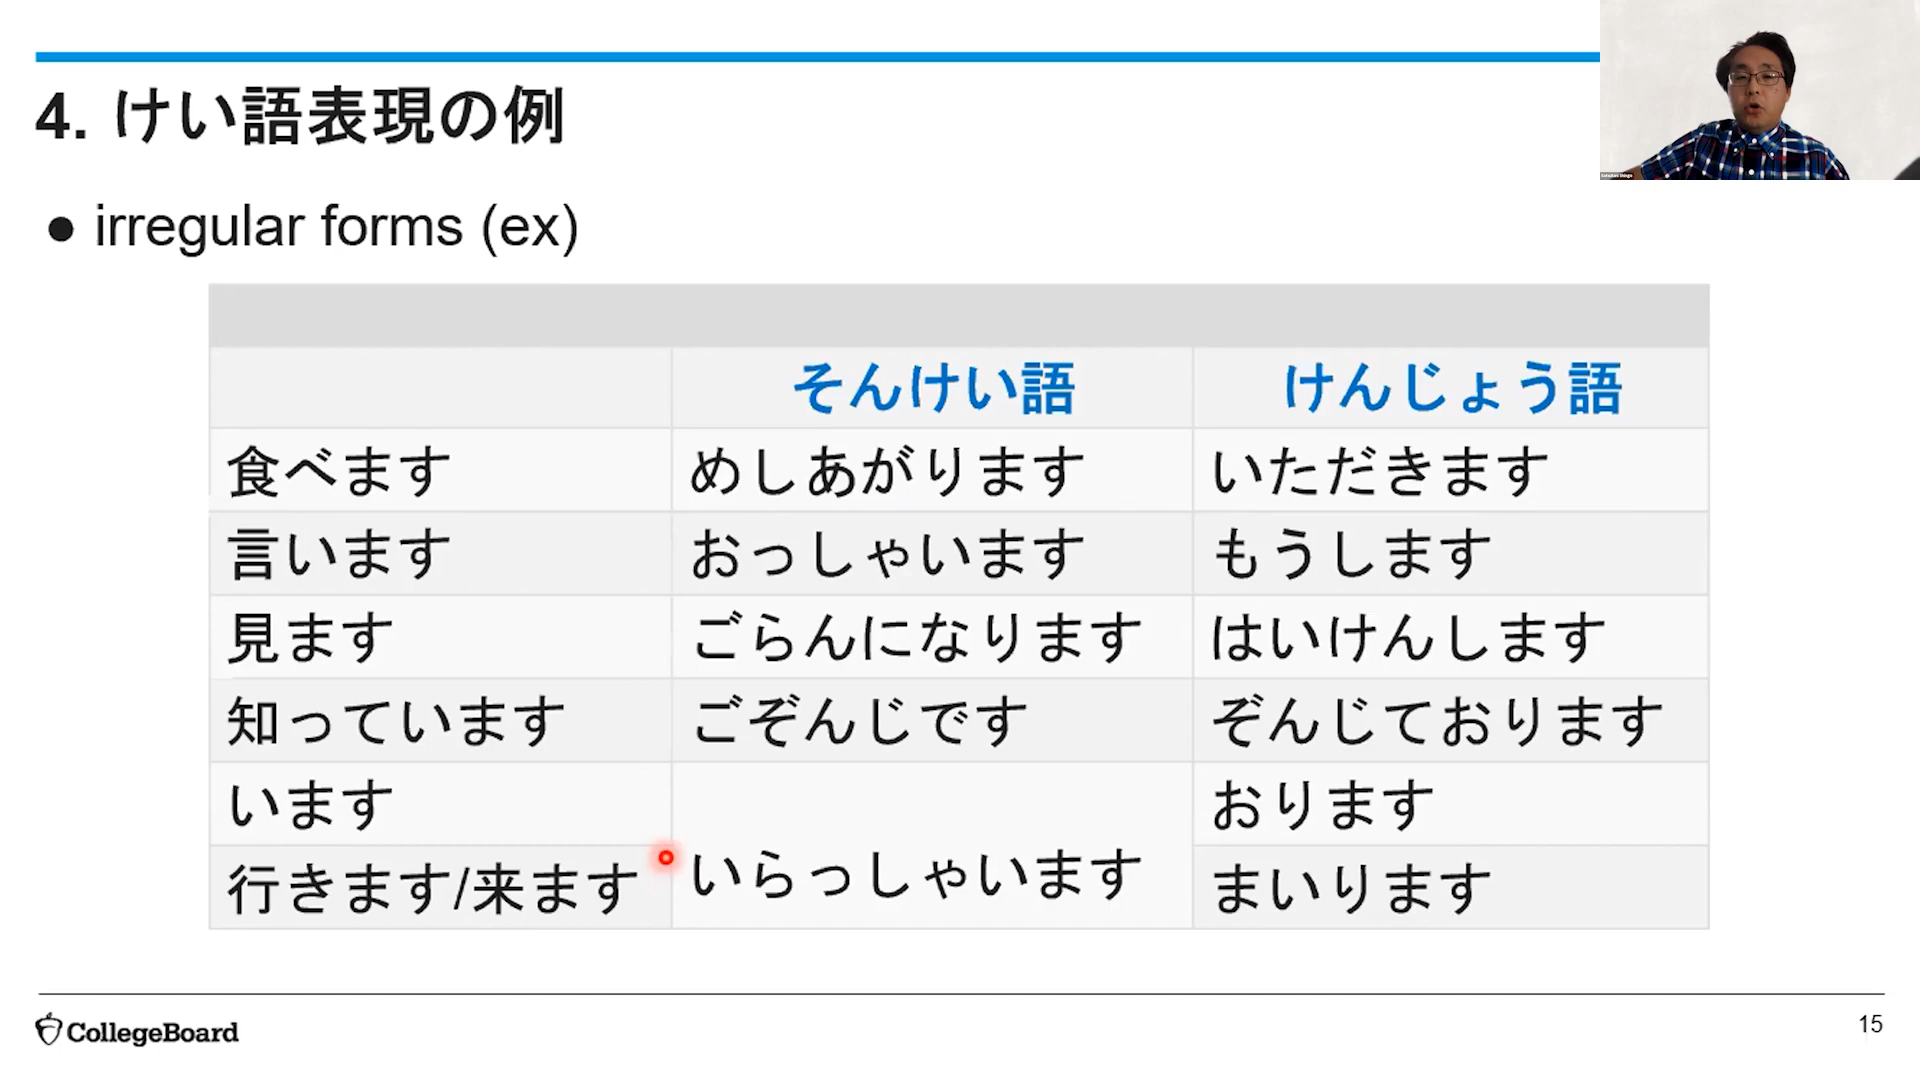 4. けい語表現の例
● irregular forms (ex)
そんけい語 けんじょう語
食べます めしあがります いただきます
言います おっしゃいます もうします
見ます ごらんになります はいけんします
知っています ごぞんじです ぞんじております
います おります
行きます/来ます いらっしゃいます まいります
CollegeBoard
15